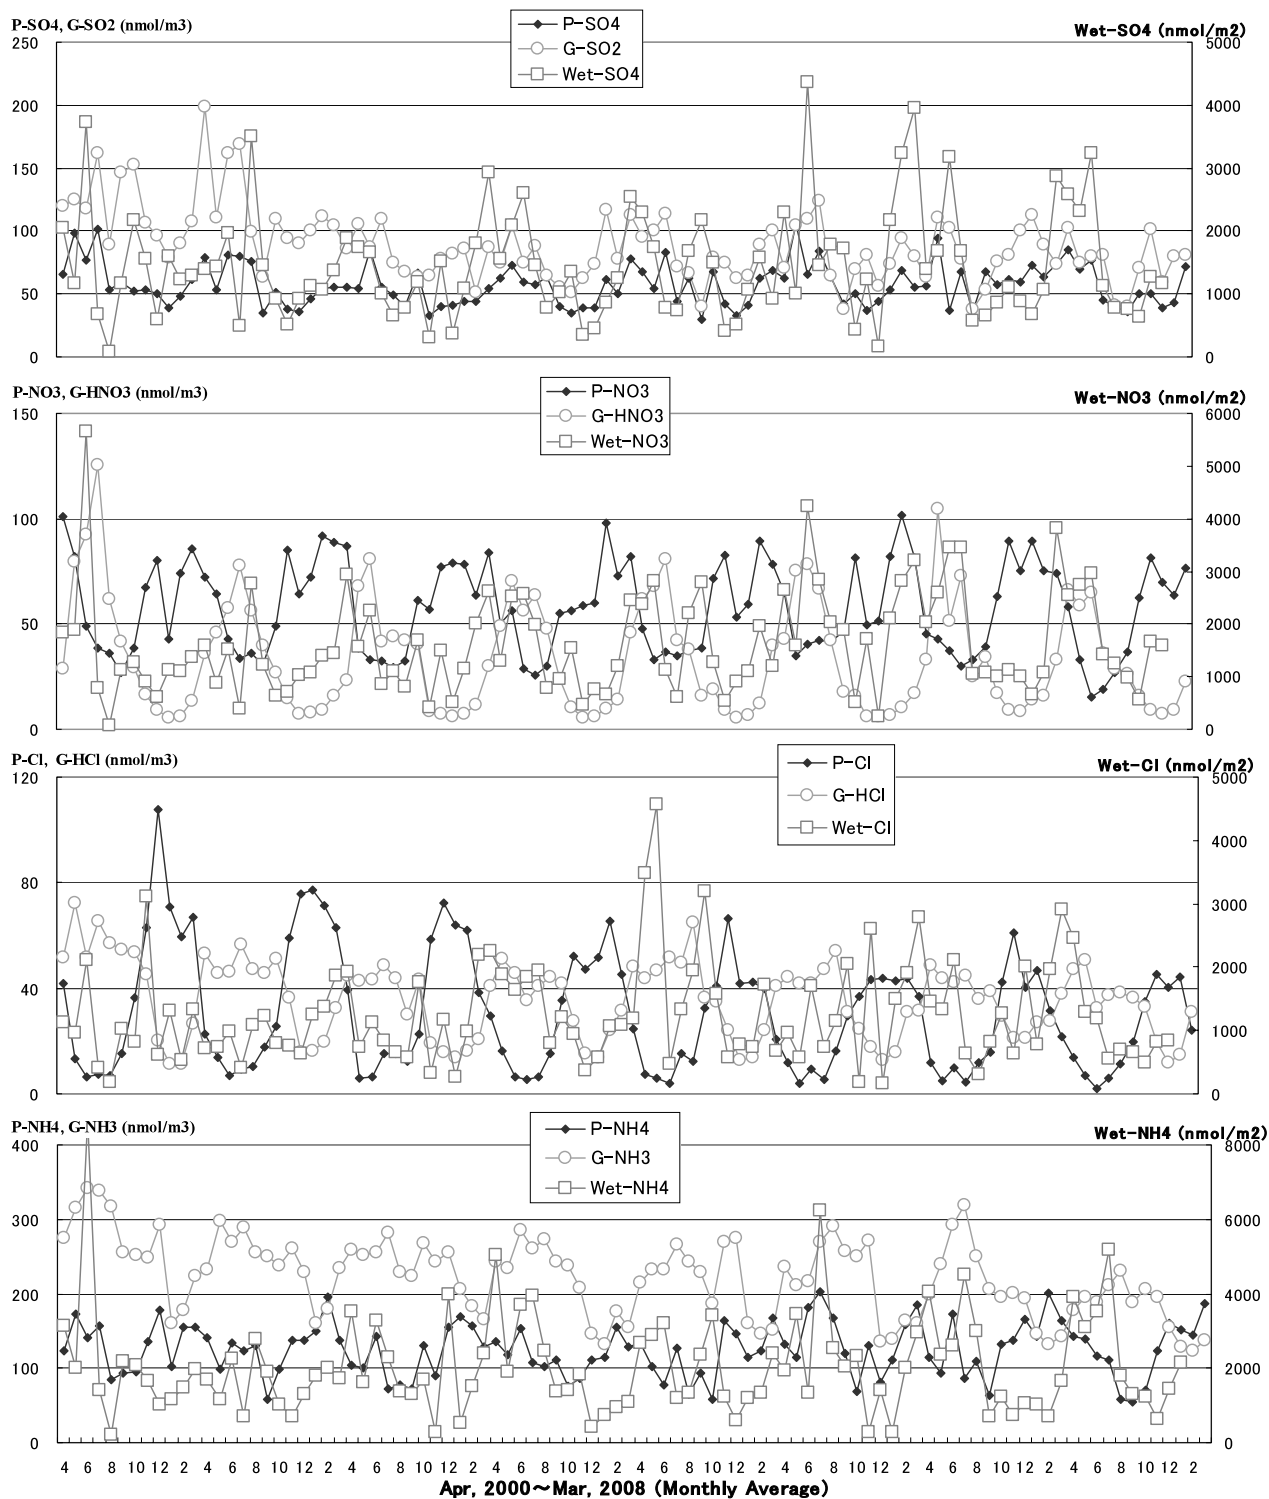 P-SO4, G-SO2 (nmol/m3)
Wet-SO4 (nmol/m2)
P-SO4
G-SO2
Wet-SO4
250
200
150
100
50
0
5000
4000
3000
2000
1000
0
P-NO3, G-HNO3 (nmol/m3)
Wet-NO3 (nmol/m2)
P-NO3
G-HNO3
Wet-NO3
150
100
50
0
6000
5000
4000
3000
2000
1000
0
P-Cl, G-HCl (nmol/m3)
Wet-Cl (nmol/m2)
P-Cl
G-HCl
Wet-Cl
120
80
40
0
5000
4000
3000
2000
1000
0
P-NH4, G-NH3 (nmol/m3)
Wet-NH4 (nmol/m2)
P-NH4
G-NH3
Wet-NH4
400
300
200
100
0
8000
6000
4000
2000
0
4 6 8 10 12 2 4 6 8 10 12 2 4 6 8 10 12 2 4 6 8 10 12 2 4 6 8 10 12 2 4 6 8 10 12 2 4 6 8 10 12 2 4 6 8 10 12 2
Apr, 2000～Mar, 2008 (Monthly Average)